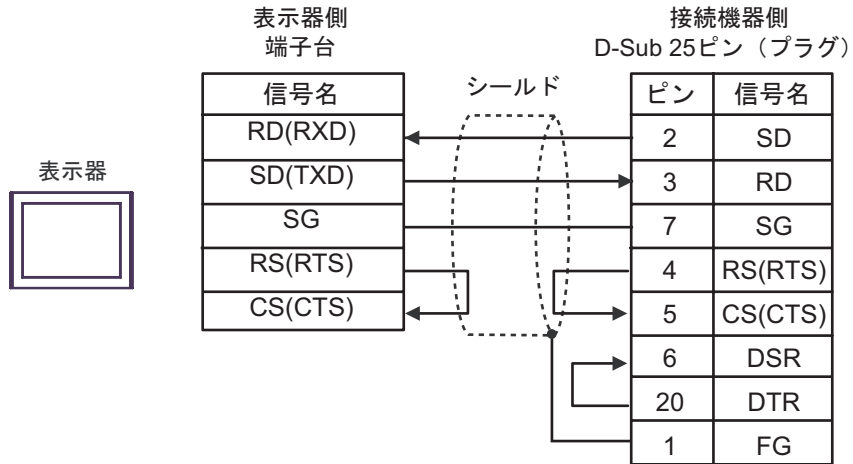 表示器側
端子台
接続機器側
D-Sub 25ピン（プラグ）
シールド
表示器
信号名
RD(RXD)
SD(TXD)
SG
RS(RTS)
CS(CTS)
ピン 信号名
2 SD
3 RD
7 SG
4 RS(RTS)
5 CS(CTS)
6 DSR
20 DTR
1 FG